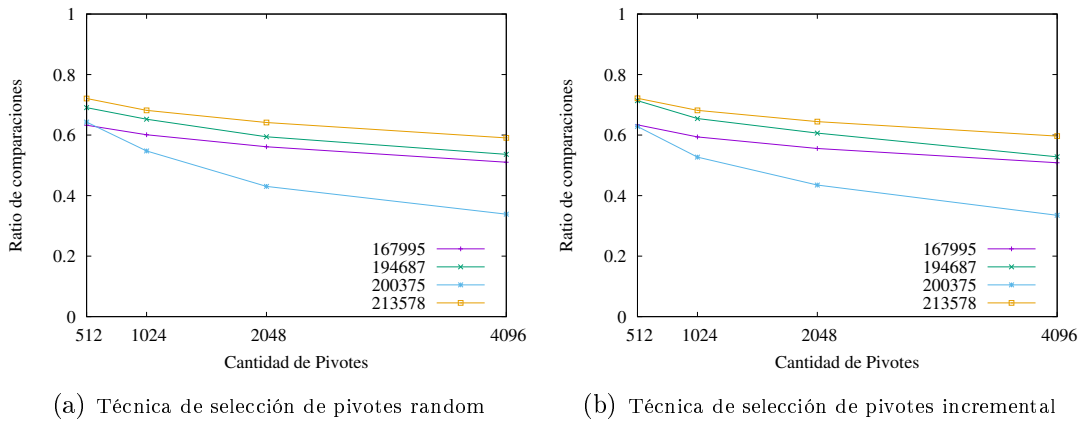 Ratio de comparaciones
1
0.8
0.6
0.4
0.2
0
512 1024 2048 4096
Cantidad de Pivotes
167995
194687
200375
213578
(a) Técnica de selección de pivotes random
Ratio de comparaciones
1
0.8
0.6
0.4
0.2
0
512 1024 2048 4096
Cantidad de Pivotes
167995
194687
200375
213578
(b) Técnica de selección de pivotes incremental